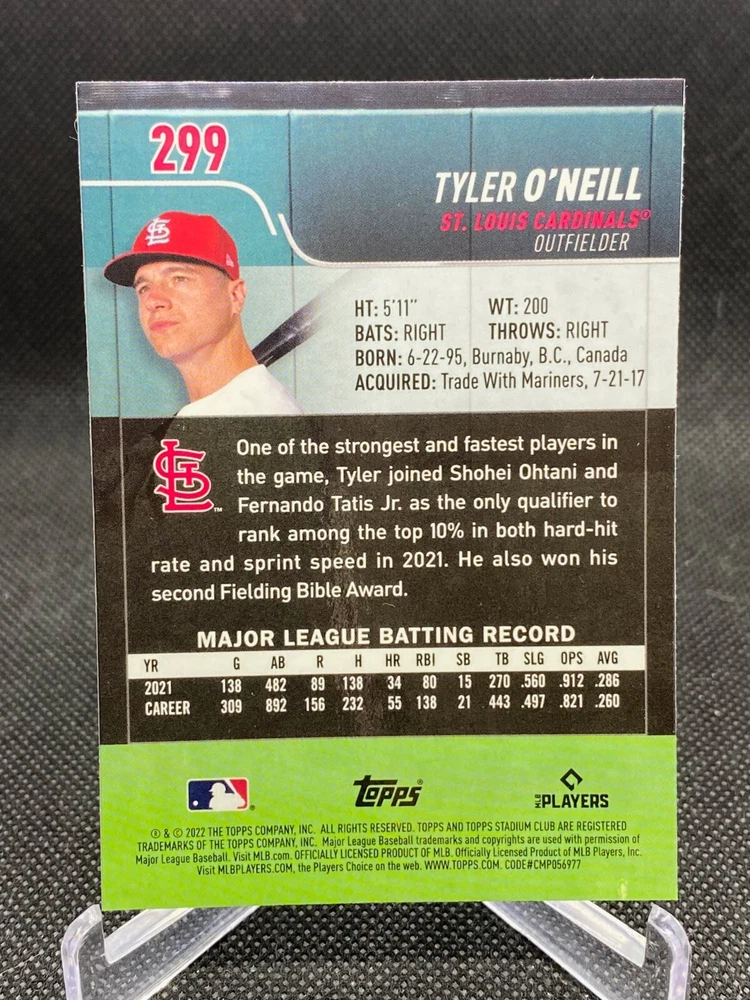 299
TYLER O'NEILL
ST. LOUIS CARDINALS®
OUTFIELDER
HT: 5'11" WT: 200
BATS: RIGHT THROWS: RIGHT
BORN: 6-22-95, Burnaby, B.C., Canada
ACQUIRED: Trade With Mariners, 7-21-17
One of the strongest and fastest players in
the game, Tyler joined Shohei Ohtani and
Fernando Tatis Jr. as the only qualifier to
rank among the top 10% in both hard-hit
rate and sprint speed in 2021. He also won his
second Fielding Bible Award.
MAJOR LEAGUE BATTING RECORD
YR G AB R H HR RBI SB TB SLG OPS AVG
2021 138 482 89 138 34 80 15 270 .560 .912 .286
CAREER 309 892 156 232 55 138 21 443 .497 .821 .260
Topps®
MLB PLAYERS
® & © 2022 THE TOPPS COMPANY, INC. ALL RIGHTS RESERVED. TOPPS AND TOPPS STADIUM CLUB ARE REGISTERED
TRADEMARKS OF THE TOPPS COMPANY, INC. Major League Baseball trademarks and copyrights are used with permission of
Major League Baseball. Visit MLB.com. OFFICIALLY LICENSED PRODUCT OF MLB. Officially Licensed Product of MLB Players, Inc.
Visit MLBPLAYERS.COM, the Players Choice on the web. WWW.TOPPS.COM. CODE#CMP056977